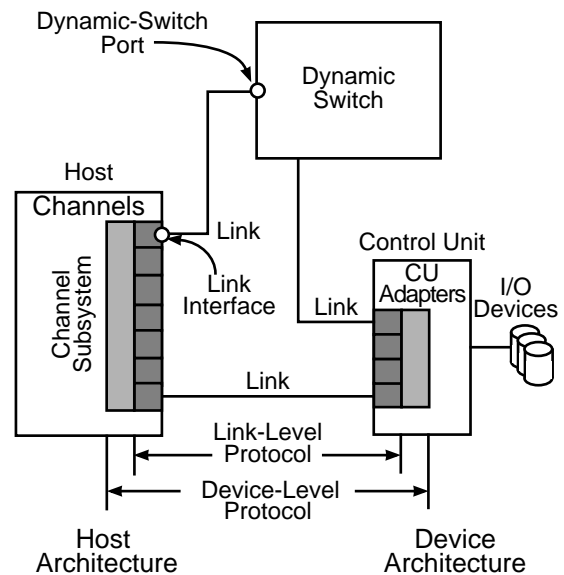 Dynamic-Switch
Port
Dynamic
Switch
Host
Channels
Channel
Subsystem
Link
Link
Interface
Control Unit
CU
Adapters
I/O
Devices
Link
Link
Link-Level
Protocol
Device-Level
Protocol
Host
Architecture
Device
Architecture